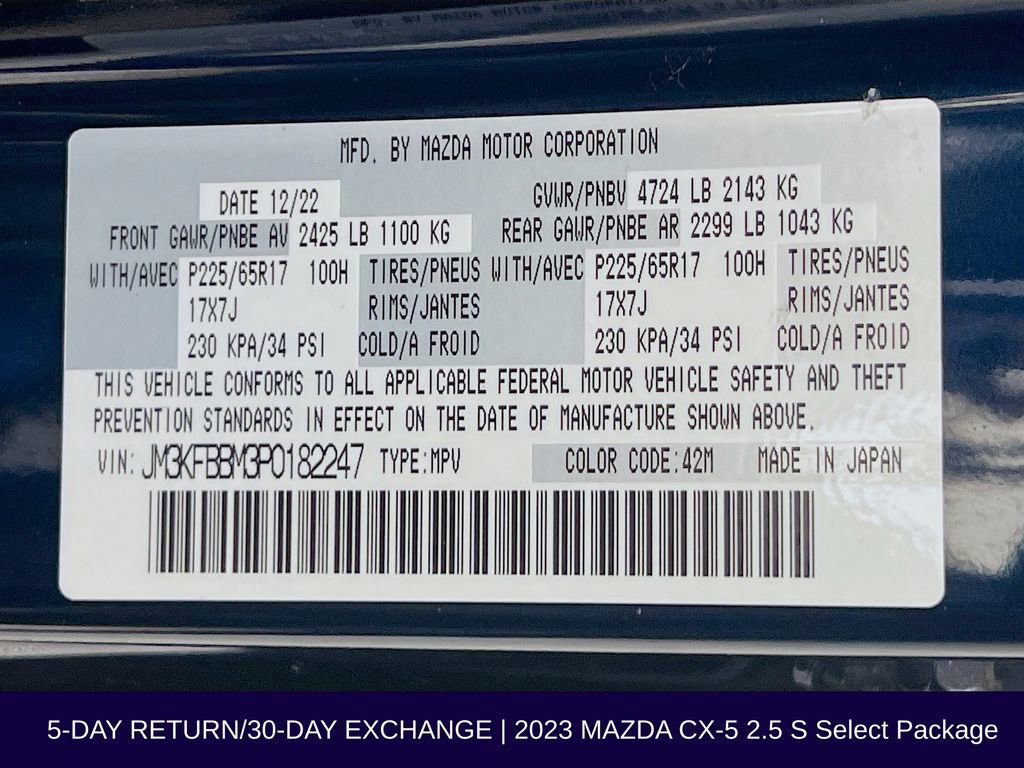 MFD. BY MAZDA MOTOR CORPORATION
DATE 12/22 GVWR/PNBV 4724 LB 2143 KG
FRONT GAWR/PNBE AV 2425 LB 1100 KG REAR GAWR/PNBE AR 2299 LB 1043 KG
WITH/AVEC P225/65R17 100H TIRES/PNEUS WITH/AVEC P225/65R17 100H TIRES/PNEUS
17X7J RIMS/JANTES 17X7J RIMS/JANTES
230 KPA/34 PSI COLD/A FROID 230 KPA/34 PSI COLD/A FROID
THIS VEHICLE CONFORMS TO ALL APPLICABLE FEDERAL MOTOR VEHICLE SAFETY AND THEFT
PREVENTION STANDARDS IN EFFECT ON THE DATE OF MANUFACTURE SHOWN ABOVE.
VIN: JM3KFBBM3P0182247 TYPE:MPV COLOR CODE:42M MADE IN JAPAN
5-DAY RETURN/30-DAY EXCHANGE | 2023 MAZDA CX-5 2.5 S Select Package